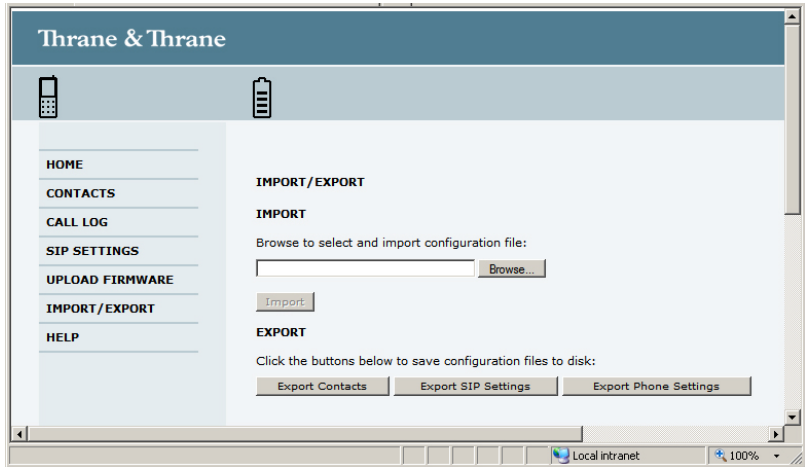 Thrane & Thrane
HOME
CONTACTS
CALL LOG
SIP SETTINGS
UPLOAD FIRMWARE
IMPORT/EXPORT
HELP
IMPORT/EXPORT
IMPORT
Browse to select and import configuration file:
Browse...
Import
EXPORT
Click the buttons below to save configuration files to disk:
Export Contacts Export SIP Settings Export Phone Settings
Local intranet 100%